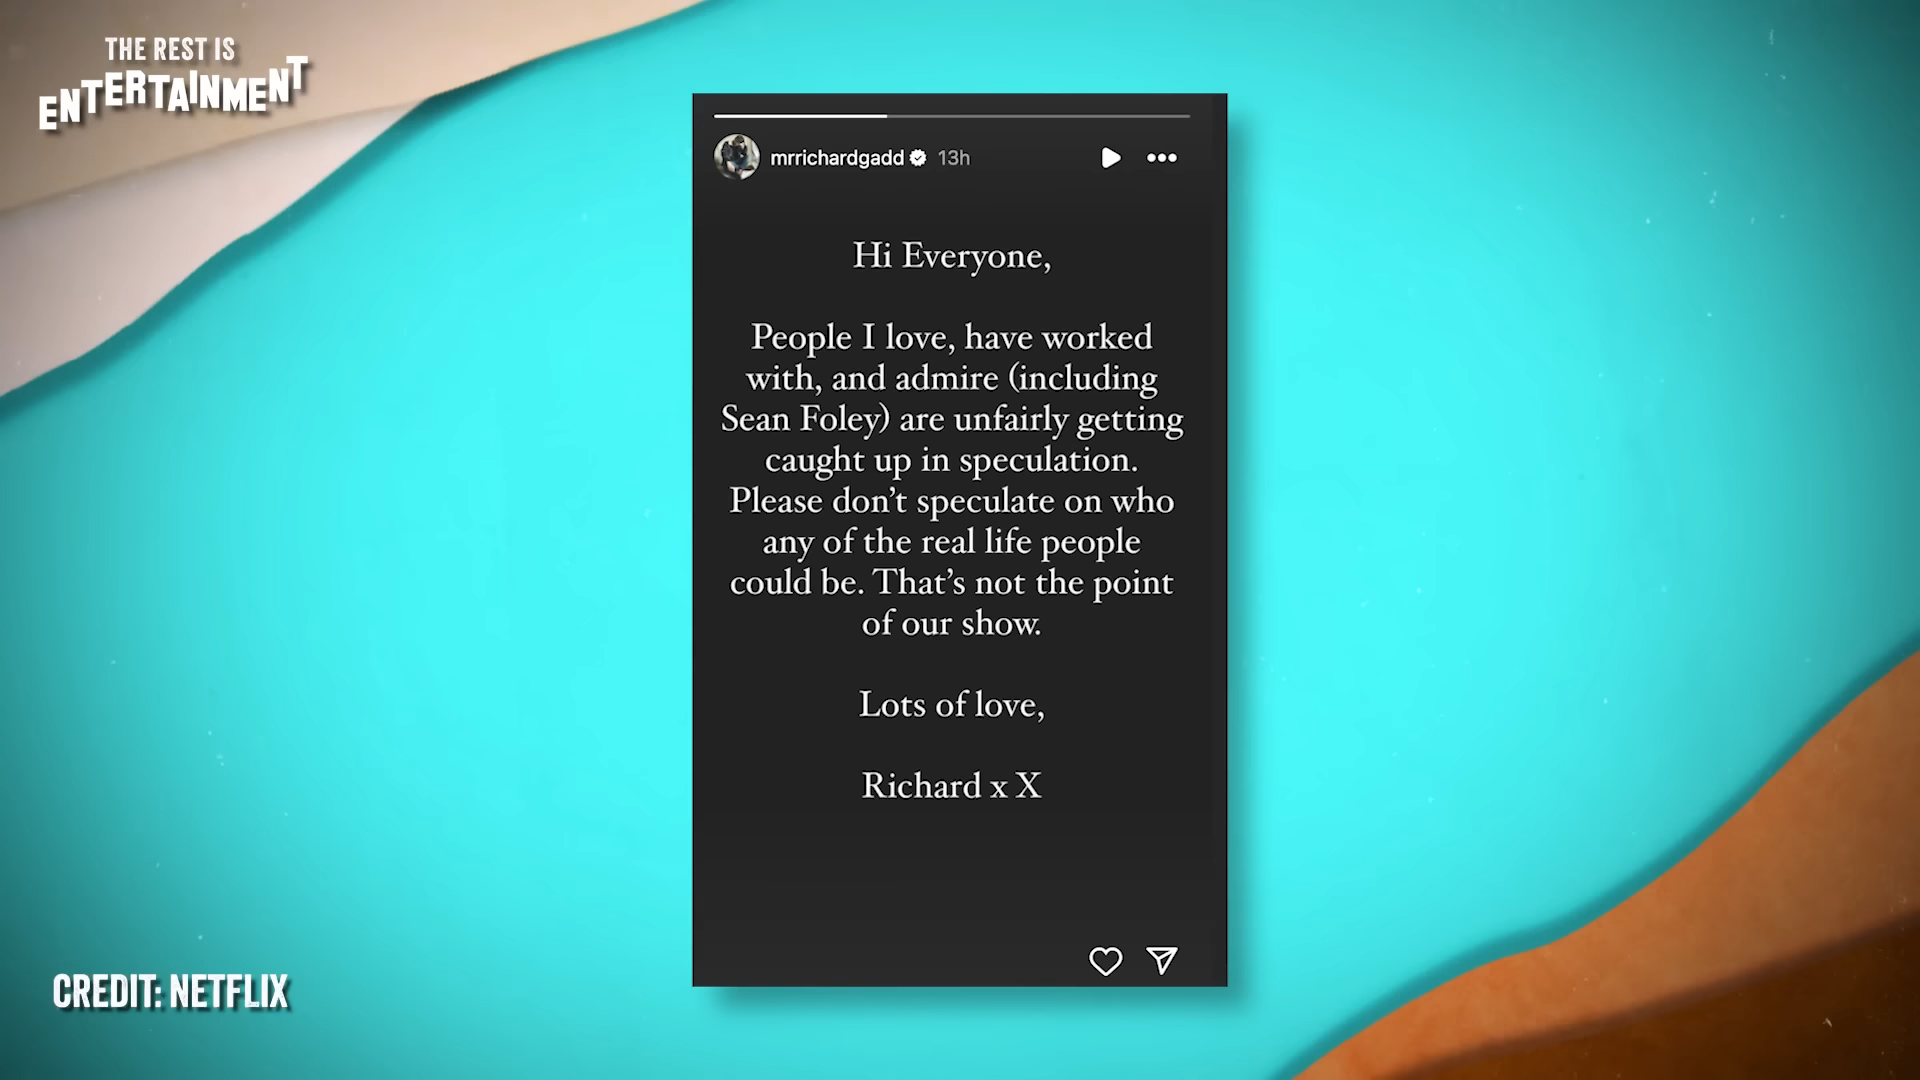 THE REST IS
ENTERTAINMENT
mrrichardgadd 13h
Hi Everyone,
People I love, have worked
with, and admire (including
Sean Foley) are unfairly getting
caught up in speculation.
Please don’t speculate on who
any of the real life people
could be. That’s not the point
of our show.
Lots of love,
Richard x X
CREDIT: NETFLIX